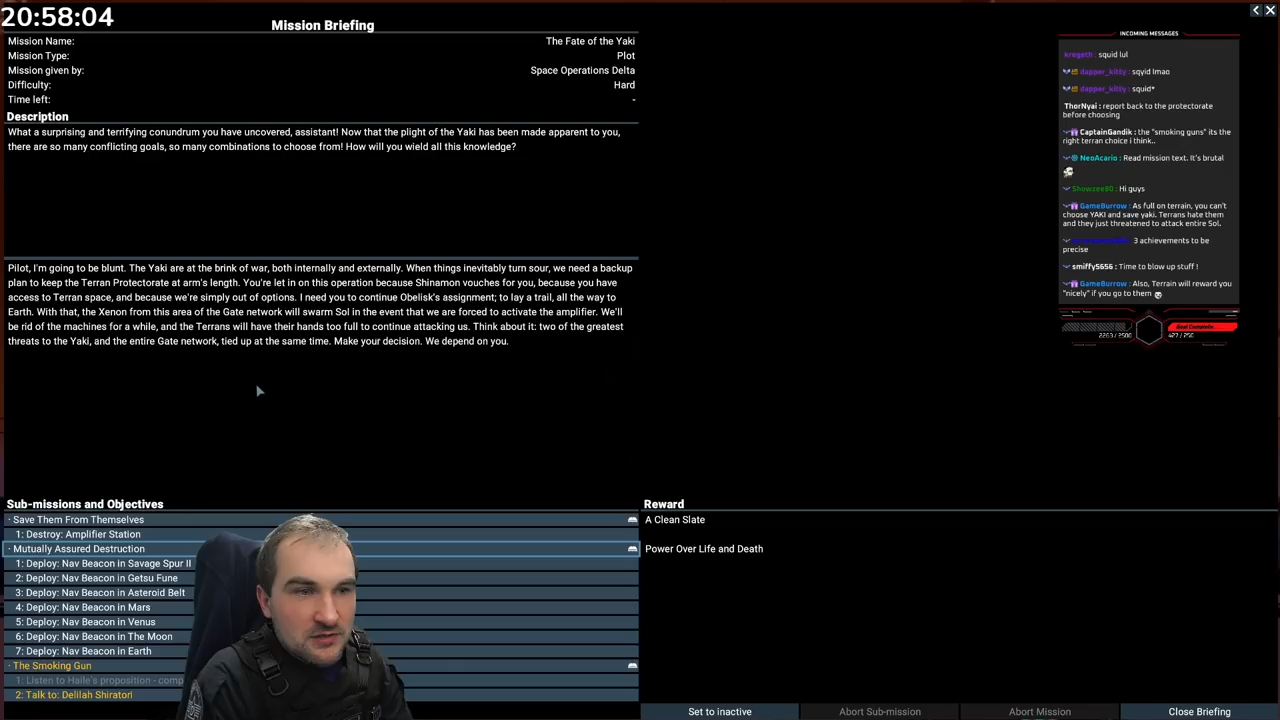 20:58:04
Mission Briefing
Mission Name: The Fate of the Yaki
Mission Type: Plot
Mission given by: Space Operations Delta
Difficulty: Hard
Time left: -
Description
What a surprising and terrifying conundrum you have uncovered, assistant! Now that the plight of the Yaki has been made apparent to you,
there are so many conflicting goals, so many combinations to choose from! How will you wield all this knowledge?
Pilot, I'm going to be blunt. The Yaki are at the brink of war, both internally and externally. When things inevitably turn sour, we need a backup
plan to keep the Terran Protectorate at arm's length. You're let in on this operation because Shinamon vouches for you, because you have
access to Terran space, and because we're simply out of options. I need you to continue Obelisk's assignment; to lay a trail, all the way to
Earth. With that, the Xenon from this area of the Gate network will swarm Sol in the event that we are forced to activate the amplifier. We'll
be rid of the machines for a while, and the Terrans will have their hands too full to continue attacking us. Think about it: two of the greatest
threats to the Yaki, and the entire Gate network, tied up at the same time. Make your decision. We depend on you.
Sub-missions and Objectives
· Save Them From Themselves
1: Destroy: Amplifier Station
· Mutually Assured Destruction
1: Deploy: Nav Beacon in Savage Spur II
2: Deploy: Nav Beacon in Getsu Fune
3: Deploy: Nav Beacon in Asteroid Belt
4: Deploy: Nav Beacon in Mars
5: Deploy: Nav Beacon in Venus
6: Deploy: Nav Beacon in The Moon
7: Deploy: Nav Beacon in Earth
· The Smoking Gun
1: Listen to Haile's proposition - comp
2: Talk to: Delilah Shiratori
Reward
A Clean Slate
Power Over Life and Death
Set to inactive
Abort Sub-mission
Abort Mission
Close Briefing
INCOMING MESSAGES
kregeth : squid lul
dapper_kitty : sqyid lmao
dapper_kitty : squid*
ThorNyai : report back to the protectorate
before choosing
CaptainGandik : the "smoking guns" its the
right terran choice i think..
NeoAcario : Read mission text. It's brutal
Showzee80 : Hi guys
GameBurrow : As full on terrain, you can't
choose YAKI and save yaki. Terrans hate them
and they just threatened to attack entire Sol.
: 3 achievements to be
precise
smiffy5656 : Time to blow up stuff !
GameBurrow : Also, Terrain will reward you
"nicely" if you go to them
2263 / 2500
427 / 250